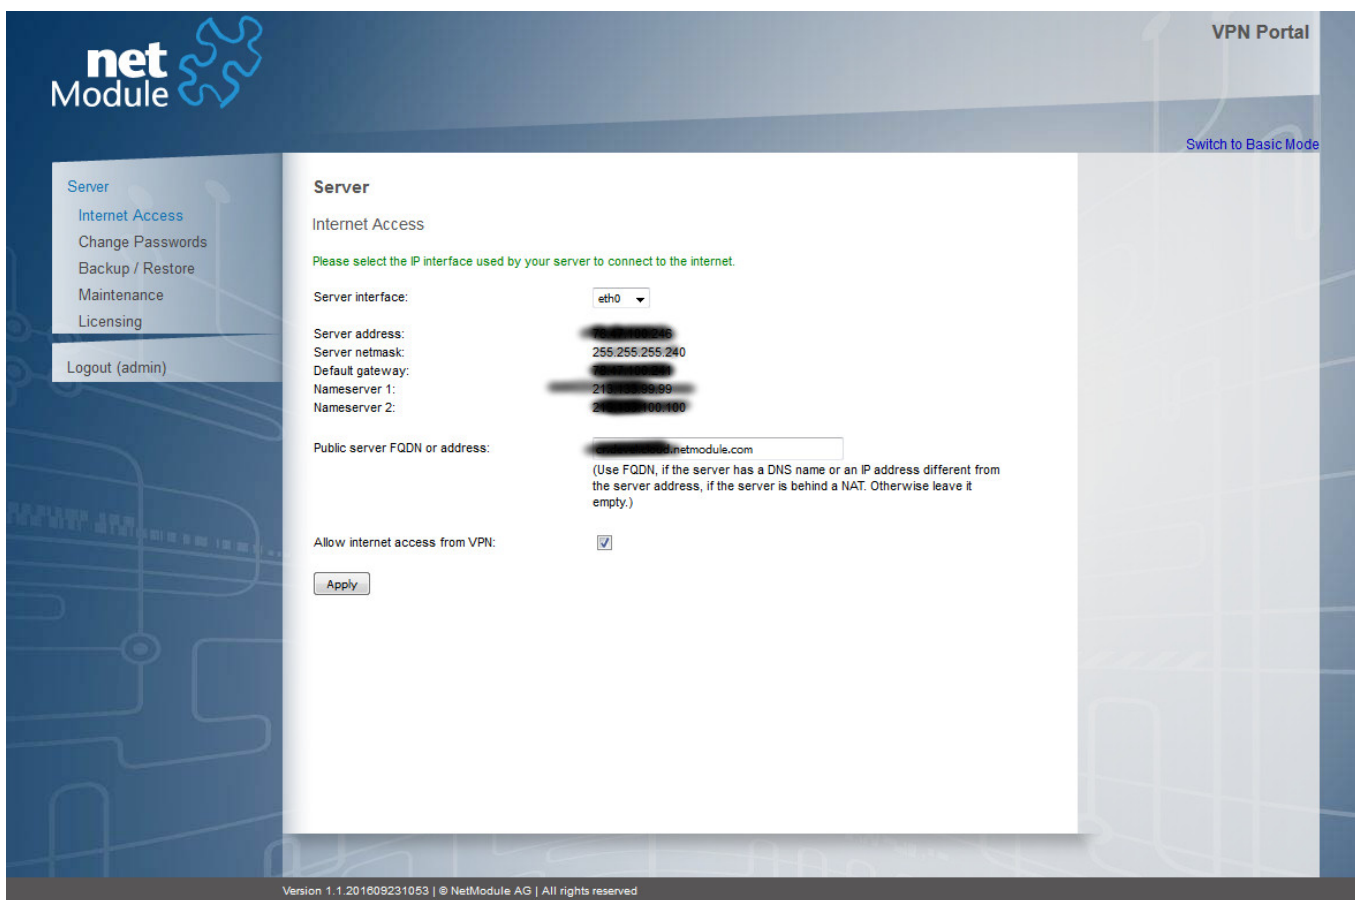 net
Module
VPN Portal
Switch to Basic Mode
Server
Internet Access
Change Passwords
Backup / Restore
Maintenance
Licensing
Logout (admin)
Server
Internet Access
Please select the IP interface used by your server to connect to the internet.
Server interface: eth0
Server address:
Server netmask: 255.255.255.240
Default gateway:
Nameserver 1:
Nameserver 2:
Public server FQDN or address: .netmodule.com
(Use FQDN, if the server has a DNS name or an IP address different from
the server address, if the server is behind a NAT. Otherwise leave it
empty.)
Allow internet access from VPN:
Apply
Version 1.1.201609231053 | © NetModule AG | All rights reserved